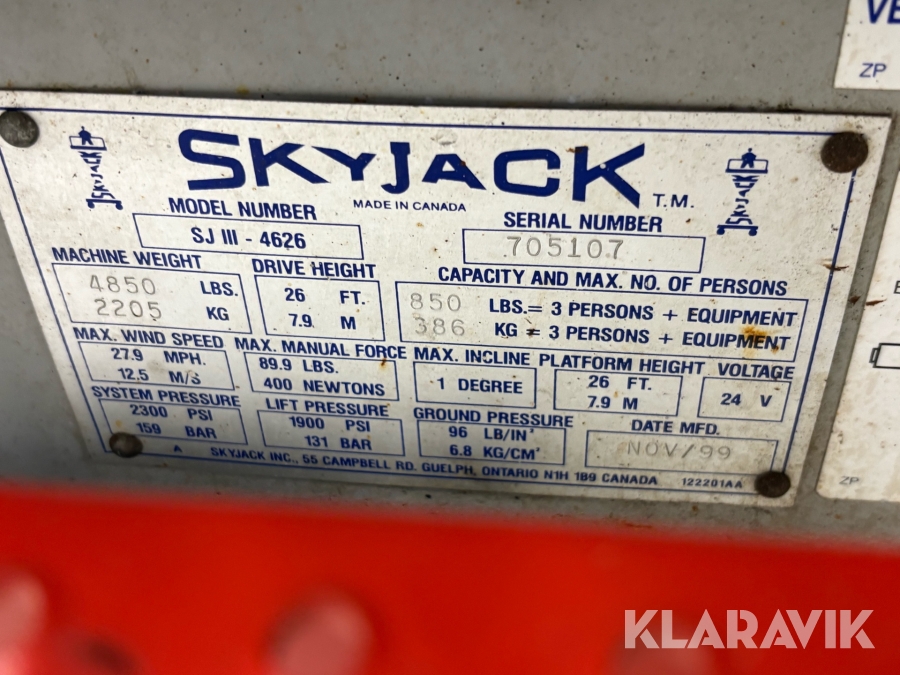 VE
ZP
SKYJACK T.M.
MADE IN CANADA
MODEL NUMBER
SJ III - 4626
SERIAL NUMBER
705107
MACHINE WEIGHT
4850 LBS.
2205 KG
DRIVE HEIGHT
26 FT.
7.9 M
CAPACITY AND MAX. NO. OF PERSONS
850 LBS.= 3 PERSONS + EQUIPMENT
386 KG = 3 PERSONS + EQUIPMENT
MAX. WIND SPEED
27.9 MPH.
12.5 M/S
MAX. MANUAL FORCE
89.9 LBS.
400 NEWTONS
MAX. INCLINE
1 DEGREE
PLATFORM HEIGHT
26 FT.
7.9 M
VOLTAGE
24 V
SYSTEM PRESSURE
2300 PSI
159 BAR
LIFT PRESSURE
1900 PSI
131 BAR
GROUND PRESSURE
96 LB/IN²
6.8 KG/CM²
DATE MFD.
NOV/99
A SKYJACK INC., 55 CAMPBELL RD. GUELPH, ONTARIO N1H 1B9 CANADA 122201AA
ZP
KLARAVIK